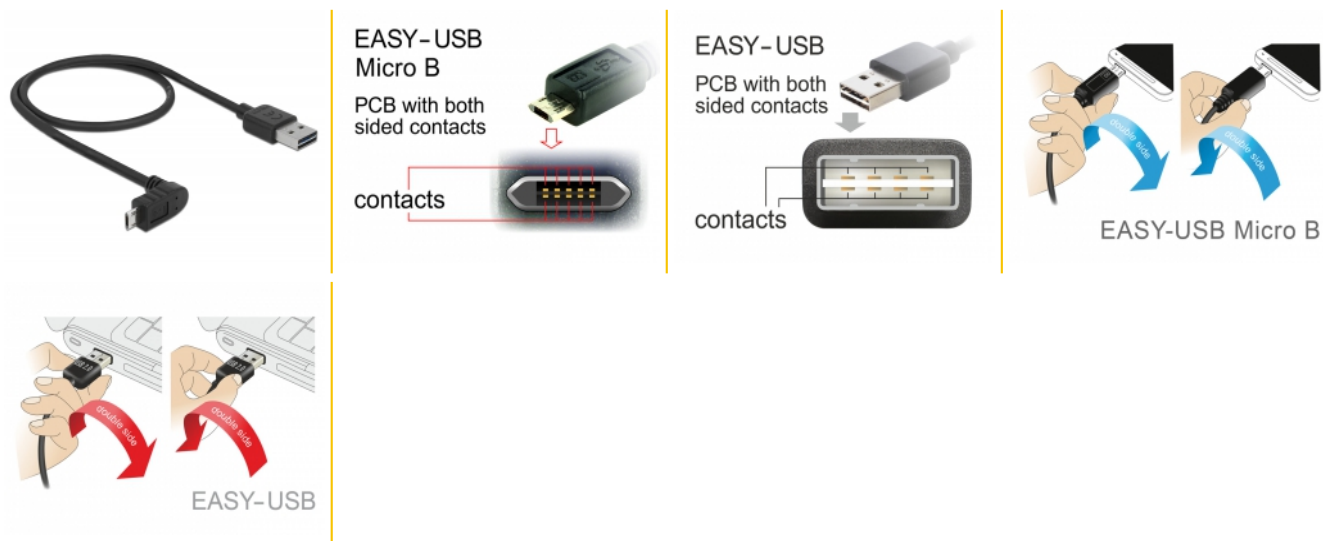 EASY-USB
Micro B
PCB with both
sided contacts
contacts
EASY-USB
PCB with both
sided contacts
contacts
double side
double side
EASY-USB Micro B
double side
double side
EASY-USB